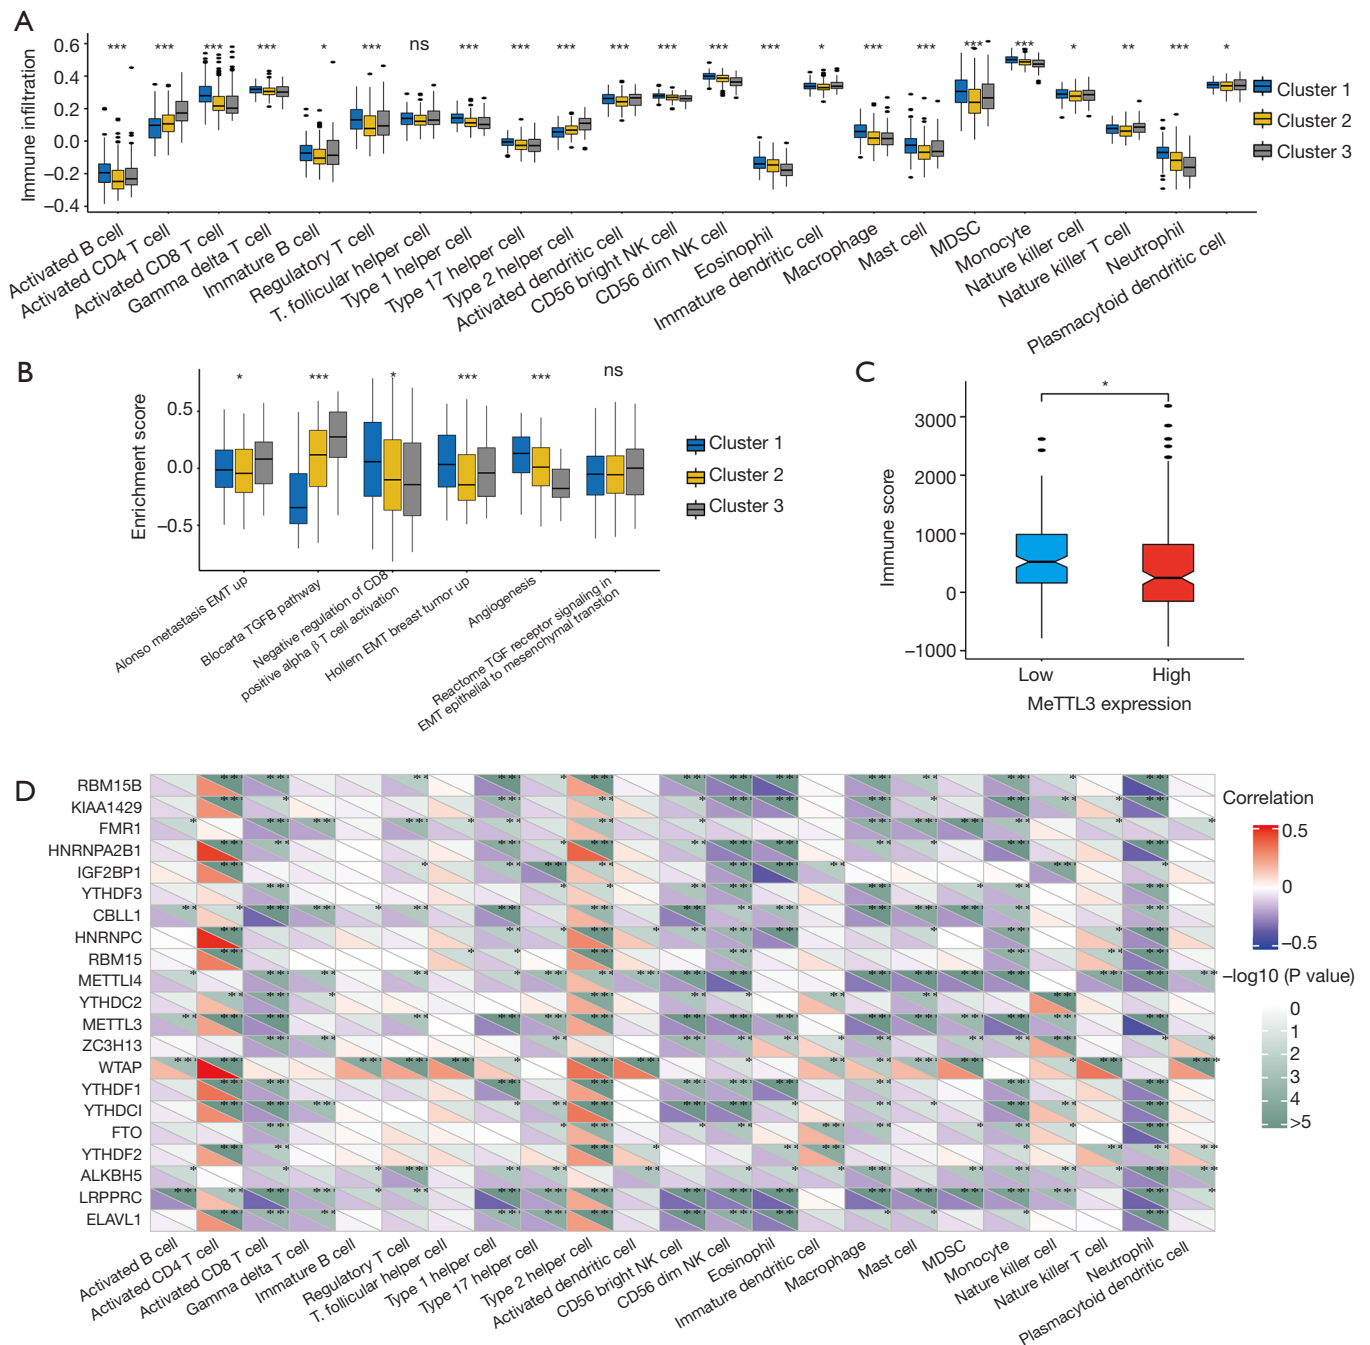 A
Immune infiltration
0.6
0.4
0.2
0.0
−0.2
−0.4
*** *** *** *** * *** ns *** *** *** *** *** *** *** * *** *** *** *** * ** *** *
Cluster 1
Cluster 2
Cluster 3
Activated B cell
Activated CD4 T cell
Activated CD8 T cell
Gamma delta T cell
Immature B cell
Regulatory T cell
T. follicular helper cell
Type 1 helper cell
Type 17 helper cell
Type 2 helper cell
Activated dendritic cell
CD56 bright NK cell
CD56 dim NK cell
Eosinophil
Immature dendritic cell
Macrophage
Mast cell
MDSC
Monocyte
Nature killer cell
Nature killer T cell
Neutrophil
Plasmacytoid dendritic cell
B
Enrichment score
0.5
0.0
−0.5
* *** * *** *** ns
Cluster 1
Cluster 2
Cluster 3
Alonso metastasis EMT up
Blocarta TGFB pathway
Negative regulation of CD8
positive alpha β T cell activation
Hollern EMT breast tumor up
Angiogenesis
Reactome TGF receptor signaling in
EMT epithelial to mesenchymal transtion
C
Immune score
3000
2000
1000
0
−1000
*
Low
High
MeTTL3 expression
D
RBM15B
KIAA1429
FMR1
HNRNPA2B1
IGF2BP1
YTHDF3
CBLL1
HNRNPC
RBM15
METTLI4
YTHDC2
METTL3
ZC3H13
WTAP
YTHDF1
YTHDCI
FTO
YTHDF2
ALKBH5
LRPPRC
ELAVL1
Correlation
0.5
0
−0.5
−log10 (P value)
0
1
2
3
4
>5
Activated B cell
Activated CD4 T cell
Activated CD8 T cell
Gamma delta T cell
Immature B cell
Regulatory T cell
T. follicular helper cell
Type 1 helper cell
Type 17 helper cell
Type 2 helper cell
Activated dendritic cell
CD56 bright NK cell
CD56 dim NK cell
Eosinophil
Immature dendritic cell
Macrophage
Mast cell
MDSC
Monocyte
Nature killer cell
Nature killer T cell
Neutrophil
Plasmacytoid dendritic cell